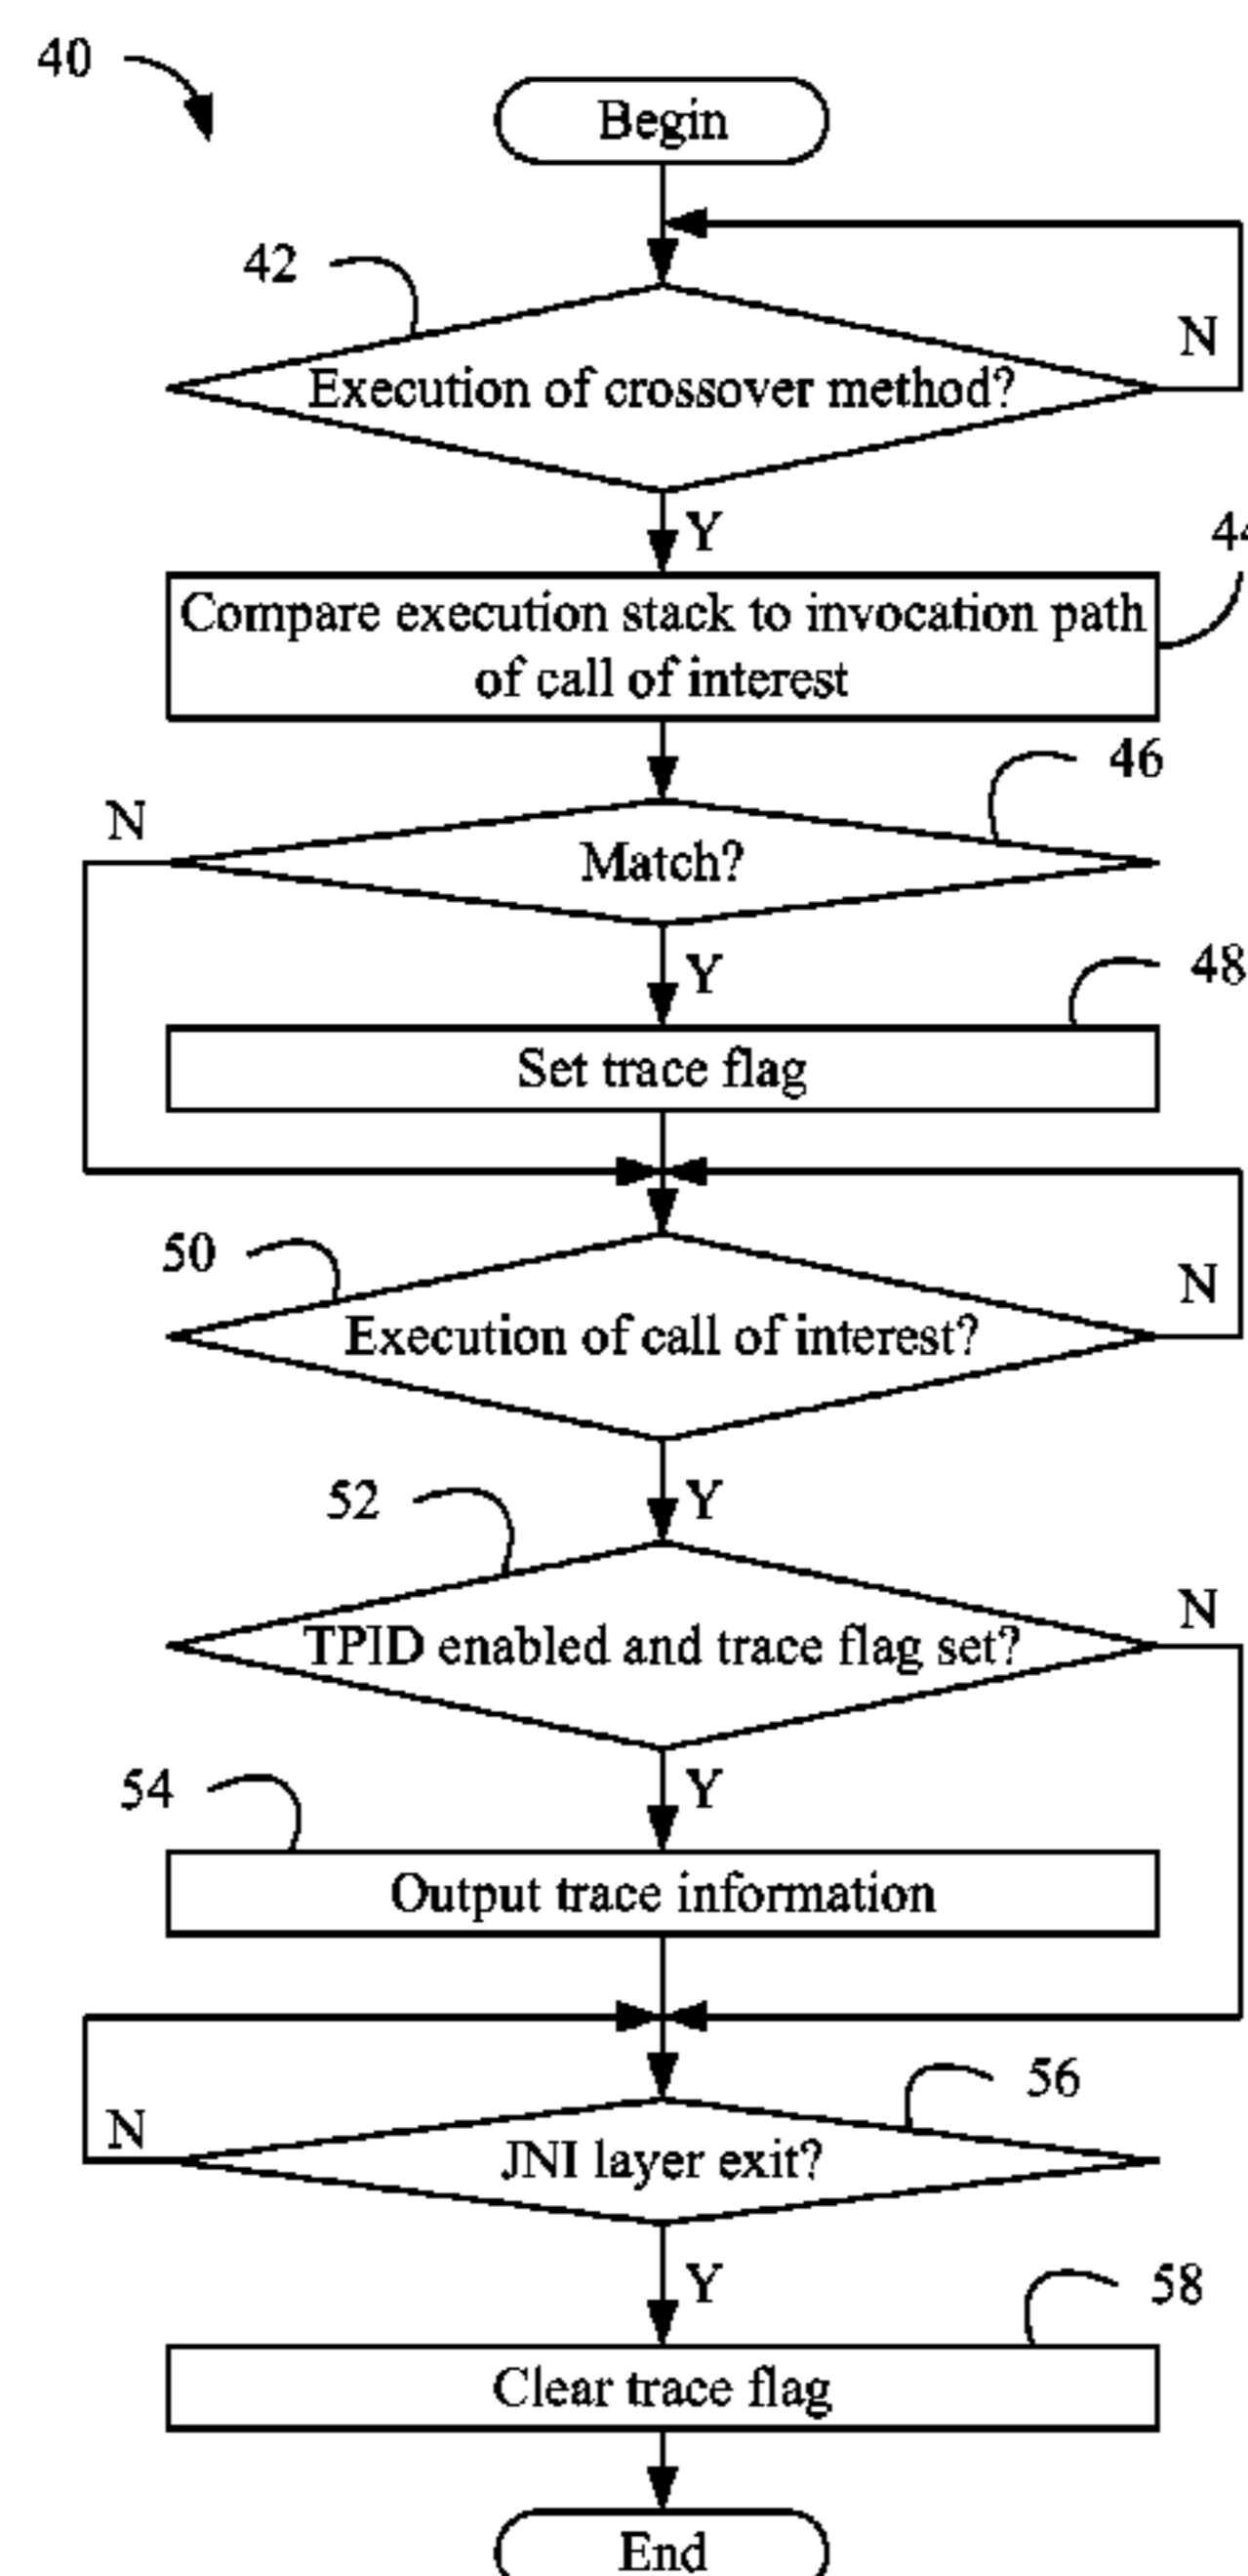 40
Begin
42
N
Execution of crossover method?
Y
44
Compare execution stack to invocation path
of call of interest
46
N
Match?
Y
48
Set trace flag
50
N
Execution of call of interest?
Y
52
N
TPID enabled and trace flag set?
Y
54
Output trace information
56
N
JNI layer exit?
Y
58
Clear trace flag
End